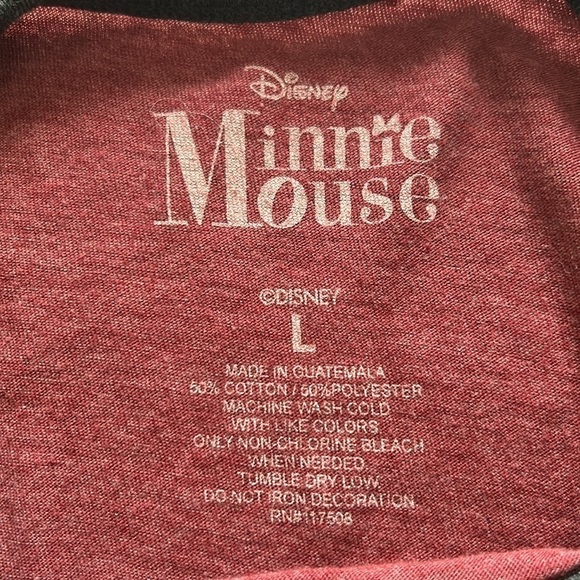 Disney
Minnie
Mouse
©DISNEY
L
MADE IN GUATEMALA
50% COTTON / 50% POLYESTER
MACHINE WASH COLD
WITH LIKE COLORS.
ONLY NON-CHLORINE BLEACH
WHEN NEEDED.
TUMBLE DRY LOW.
DO NOT IRON DECORATION.
RN#117508